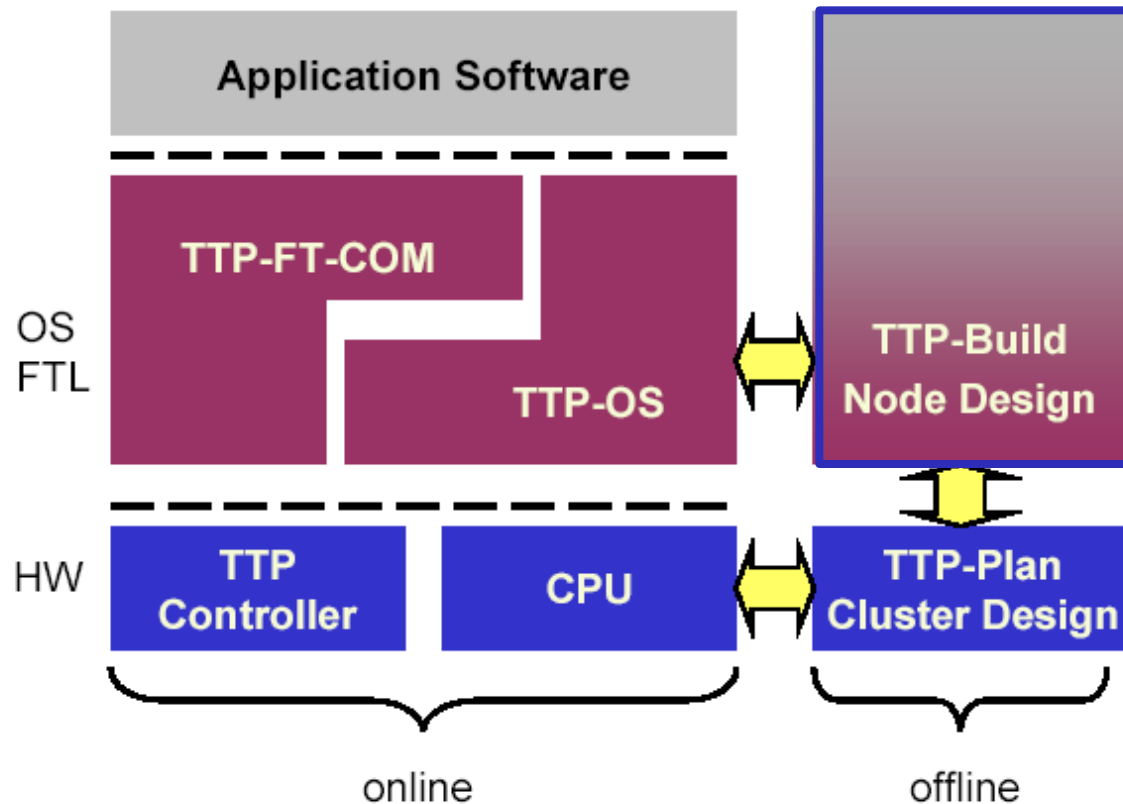 Application Software
TTP-FT-COM
OS
FTL
TTP-OS
TTP-Build
Node Design
HW
TTP
Controller
CPU
TTP-Plan
Cluster Design
online
offline